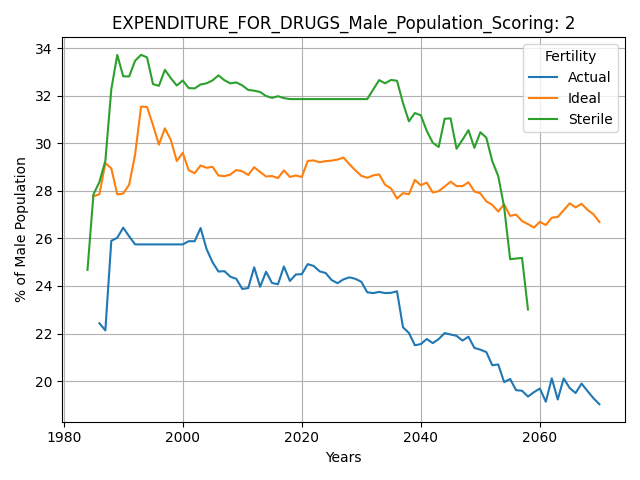 EXPENDITURE_FOR_DRUGS_Male_Population_Scoring: 2
Fertility
Actual
Ideal
Sterile
% of Male Population
34
32
30
28
26
24
22
20
1980
2000
2020
2040
2060
Years